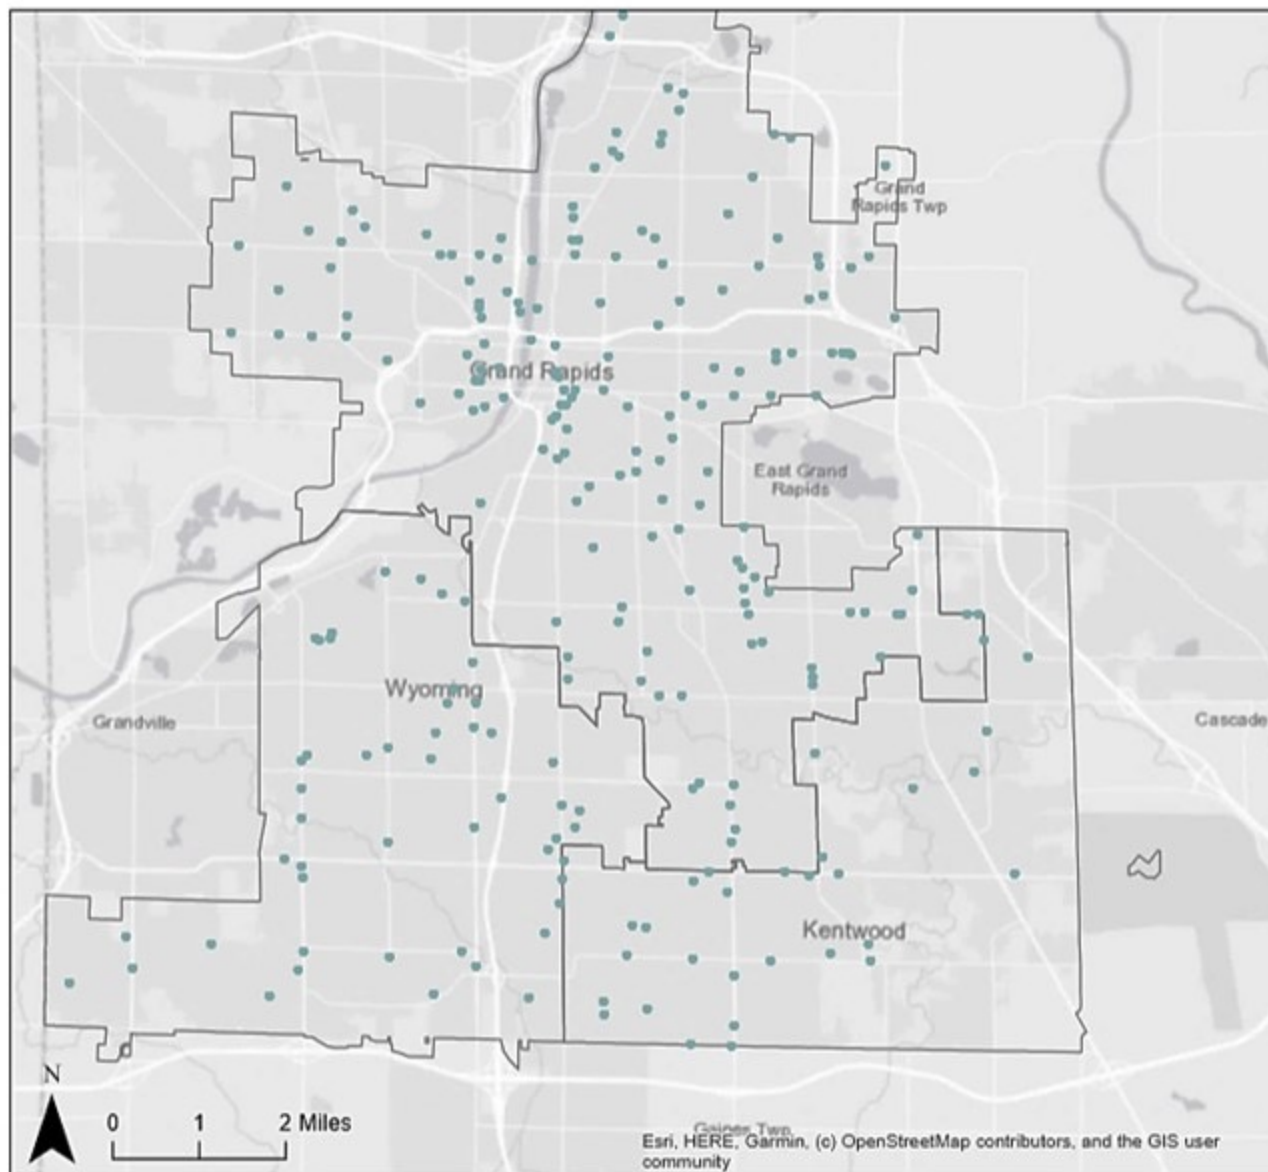 Grand
Rapids Twp
Grand Rapids
East Grand
Rapids
Wyoming
Grandville
Cascade
Kentwood
N
0 1 2 Miles
Gaines Twp
Esri, HERE, Garmin, (c) OpenStreetMap contributors, and the GIS user
community